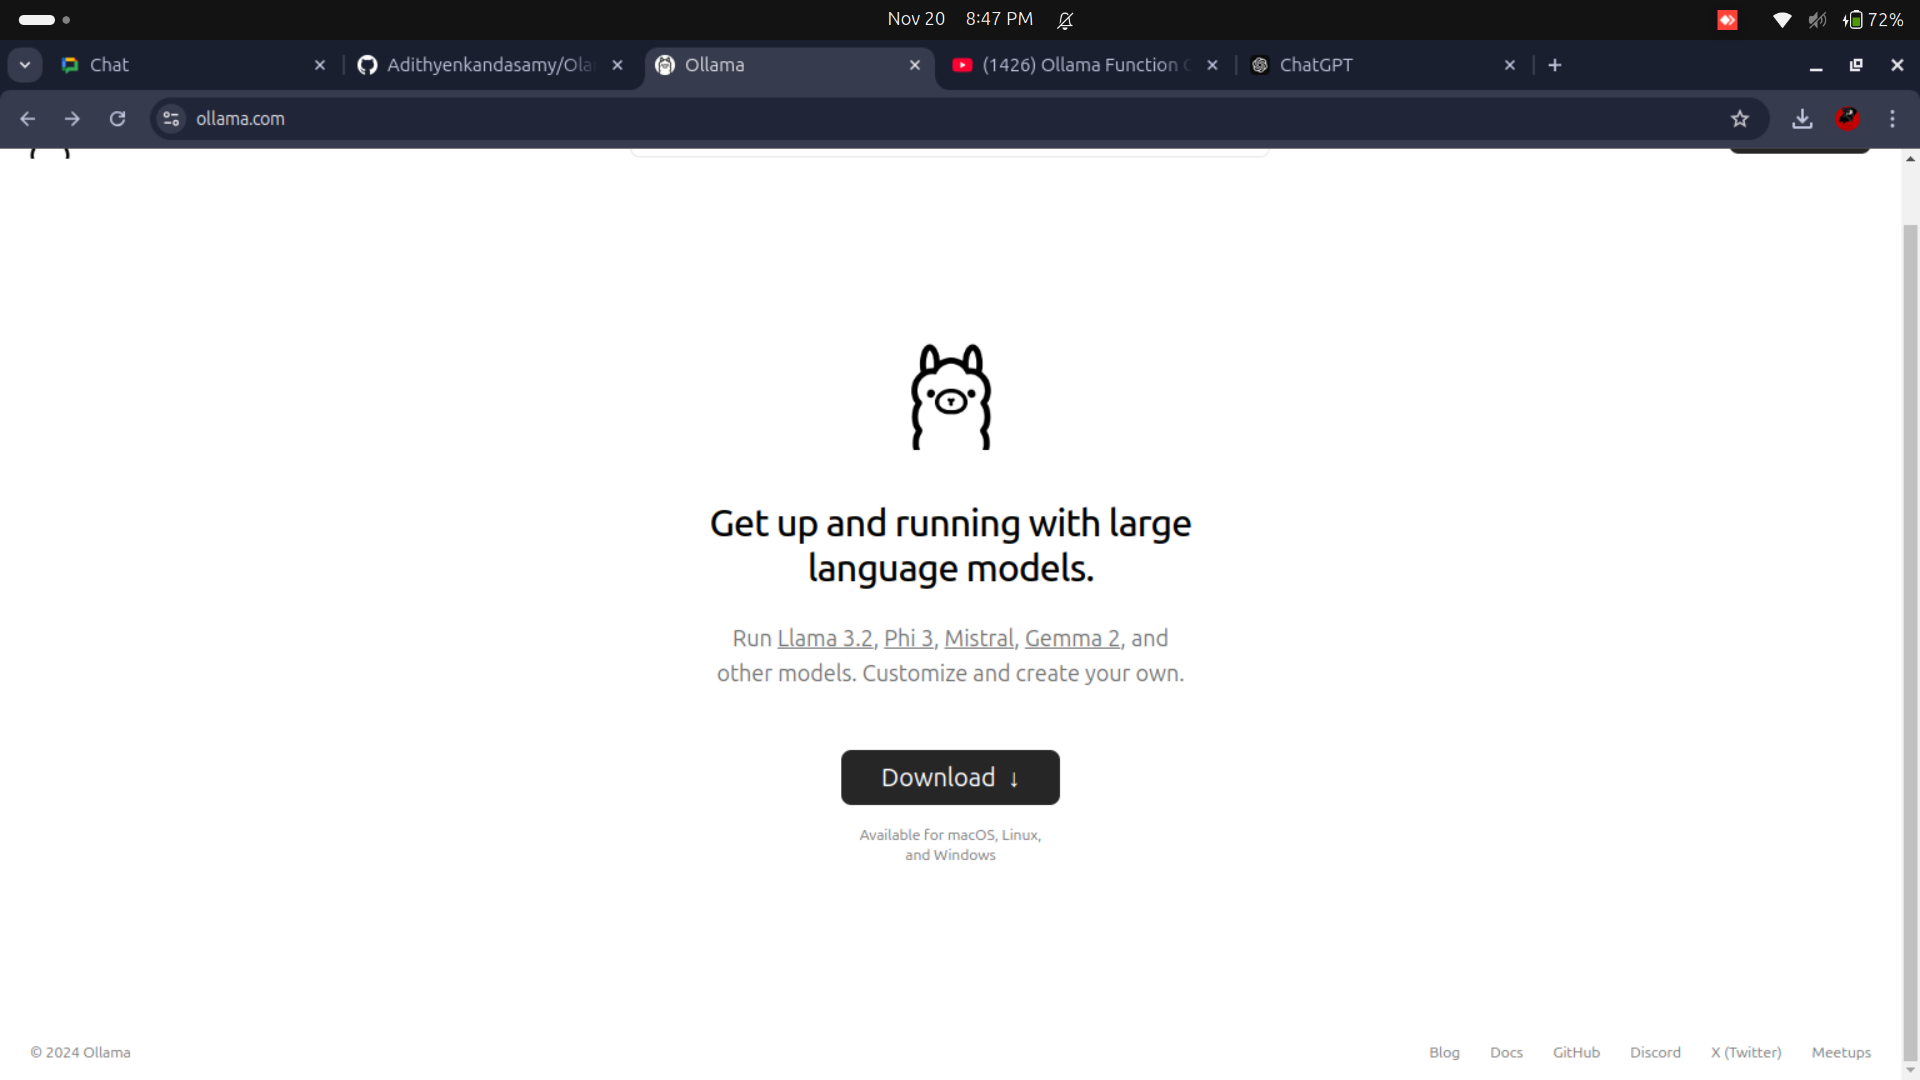 Nov 20 8:47 PM
72%
Chat
Adithyenkandasamy/Ola
Ollama
(1426) Ollama Function
ChatGPT
ollama.com
Get up and running with large
language models.
Run Llama 3.2, Phi 3, Mistral, Gemma 2, and
other models. Customize and create your own.
Download ↓
Available for macOS, Linux,
and Windows
© 2024 Ollama
Blog
Docs
GitHub
Discord
X (Twitter)
Meetups